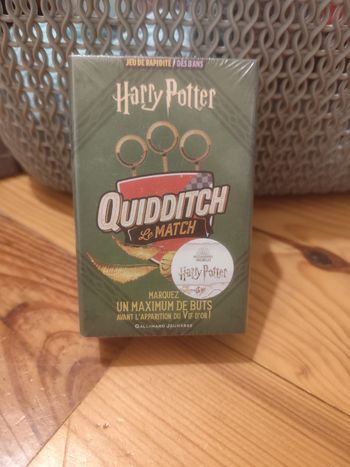 JEU DE RAPIDITÉ / DÈS 8 ANS
Harry Potter
QUIDDITCH
Le MATCH
Harry Potter
MARQUEZ
UN MAXIMUM DE BUTS
AVANT L'APPARITION DU VIF D'OR !
GALLIMARD JEUNESSE